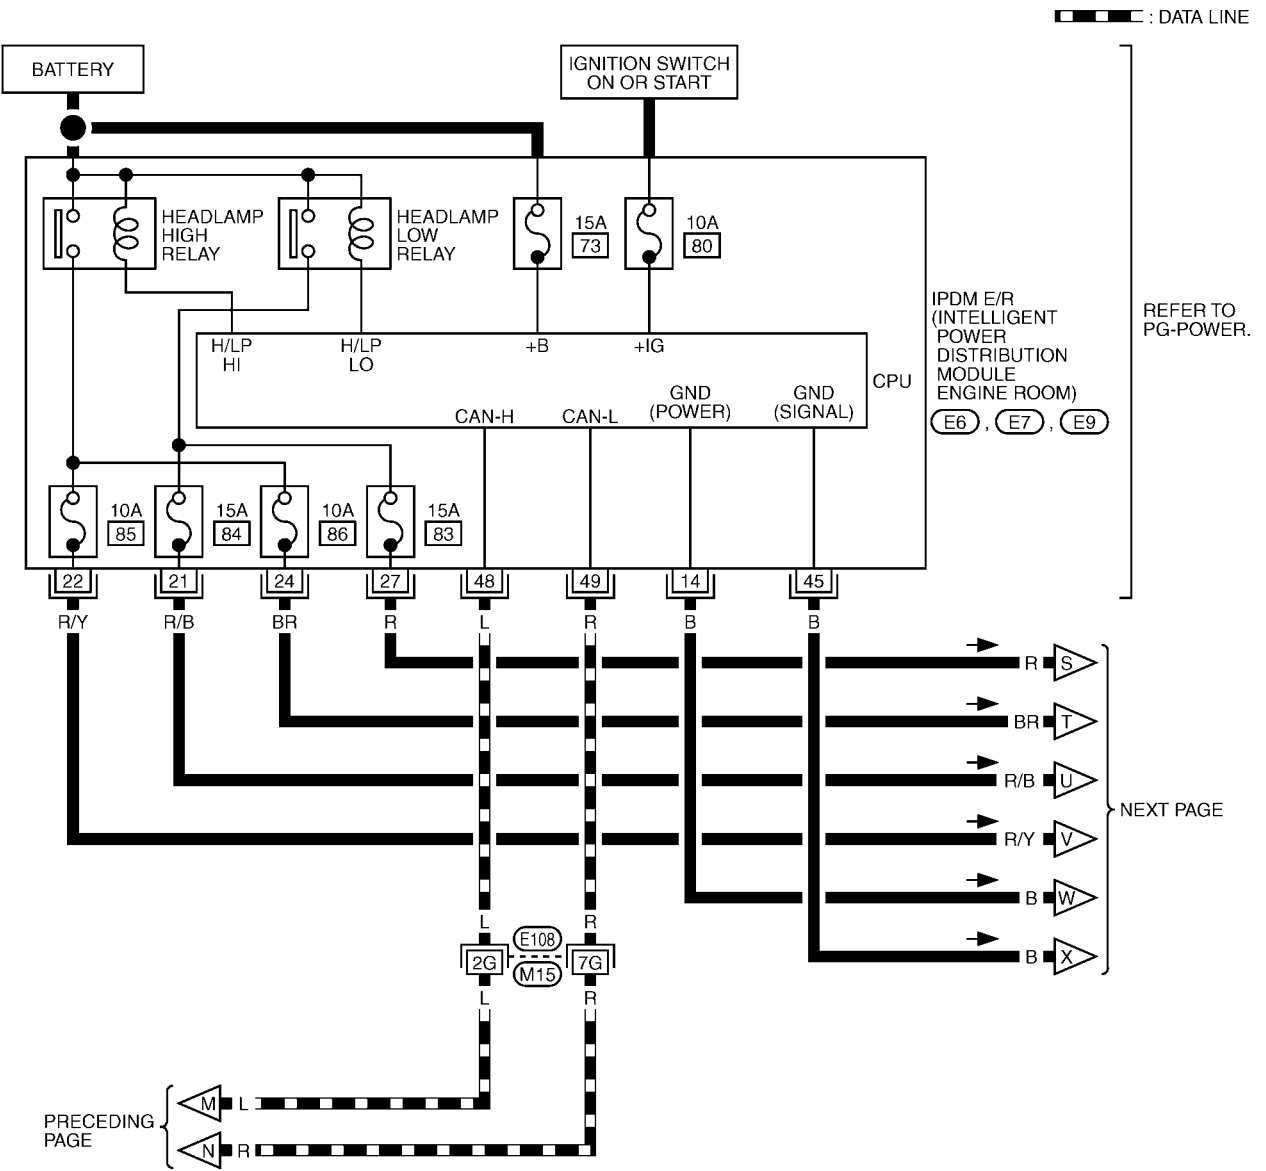 : DATA LINE
BATTERY
IGNITION SWITCH
ON OR START
HEADLAMP
HIGH
RELAY
HEADLAMP
LOW
RELAY
15A
73
10A
80
IPDM E/R
(INTELLIGENT
POWER
DISTRIBUTION
MODULE
ENGINE ROOM)
E6 , E7 , E9
REFER TO
PG-POWER.
H/LP
HI
H/LP
LO
+B
+IG
CPU
CAN-H
CAN-L
GND
(POWER)
GND
(SIGNAL)
10A
85
15A
84
10A
86
15A
83
22 21 24 27 48 49 14 45
R/Y R/B BR R L R B B
R S
BR T
R/B U
R/Y V
B W
B X
NEXT PAGE
L R
E108
2G 7G
M15
L R
PRECEDING
PAGE
M L
N R